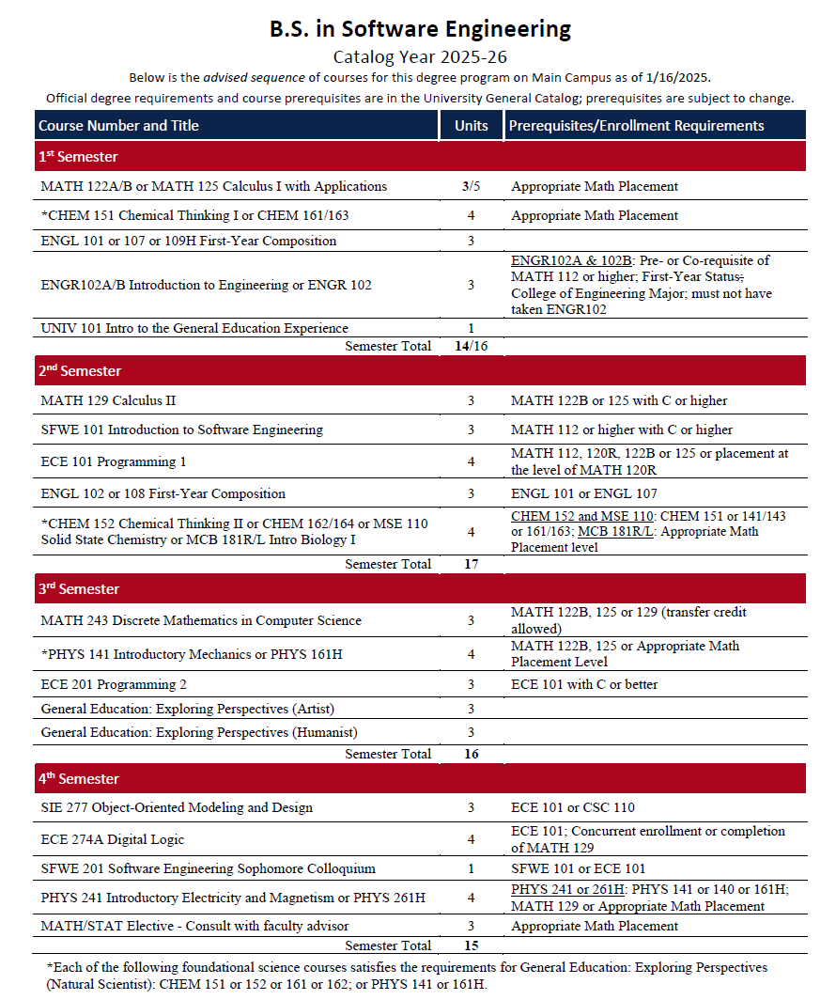 B.S. in Software Engineering
Catalog Year 2025-26
Below is the advised sequence of courses for this degree program on Main Campus as of 1/16/2025.
Official degree requirements and course prerequisites are in the University General Catalog; prerequisites are subject to change.
Course Number and Title Units Prerequisites/Enrollment Requirements
1st Semester
MATH 122A/B or MATH 125 Calculus I with Applications 3/5 Appropriate Math Placement
*CHEM 151 Chemical Thinking I or CHEM 161/163 4 Appropriate Math Placement
ENGL 101 or 107 or 109H First-Year Composition 3
ENGR102A/B Introduction to Engineering or ENGR 102 3 ENGR102A & 102B: Pre- or Co-requisite of
MATH 112 or higher; First-Year Status;
College of Engineering Major; must not have
taken ENGR102
UNIV 101 Intro to the General Education Experience 1
Semester Total 14/16
2nd Semester
MATH 129 Calculus II 3 MATH 122B or 125 with C or higher
SFWE 101 Introduction to Software Engineering 3 MATH 112 or higher with C or higher
ECE 101 Programming 1 4 MATH 112, 120R, 122B or 125 or placement at
the level of MATH 120R
ENGL 102 or 108 First-Year Composition 3 ENGL 101 or ENGL 107
*CHEM 152 Chemical Thinking II or CHEM 162/164 or MSE 110
Solid State Chemistry or MCB 181R/L Intro Biology I 4 CHEM 152 and MSE 110: CHEM 151 or 141/143
or 161/163; MCB 181R/L: Appropriate Math
Placement level
Semester Total 17
3rd Semester
MATH 243 Discrete Mathematics in Computer Science 3 MATH 122B, 125 or 129 (transfer credit
allowed)
*PHYS 141 Introductory Mechanics or PHYS 161H 4 MATH 122B, 125 or Appropriate Math
Placement Level
ECE 201 Programming 2 3 ECE 101 with C or better
General Education: Exploring Perspectives (Artist) 3
General Education: Exploring Perspectives (Humanist) 3
Semester Total 16
4th Semester
SIE 277 Object-Oriented Modeling and Design 3 ECE 101 or CSC 110
ECE 274A Digital Logic 4 ECE 101; Concurrent enrollment or completion
of MATH 129
SFWE 201 Software Engineering Sophomore Colloquium 1 SFWE 101 or ECE 101
PHYS 241 Introductory Electricity and Magnetism or PHYS 261H 4 PHYS 241 or 261H: PHYS 141 or 140 or 161H;
MATH 129 or Appropriate Math Placement
MATH/STAT Elective - Consult with faculty advisor 3 Appropriate Math Placement
Semester Total 15
*Each of the following foundational science courses satisfies the requirements for General Education: Exploring Perspectives
(Natural Scientist): CHEM 151 or 152 or 161 or 162; or PHYS 141 or 161H.